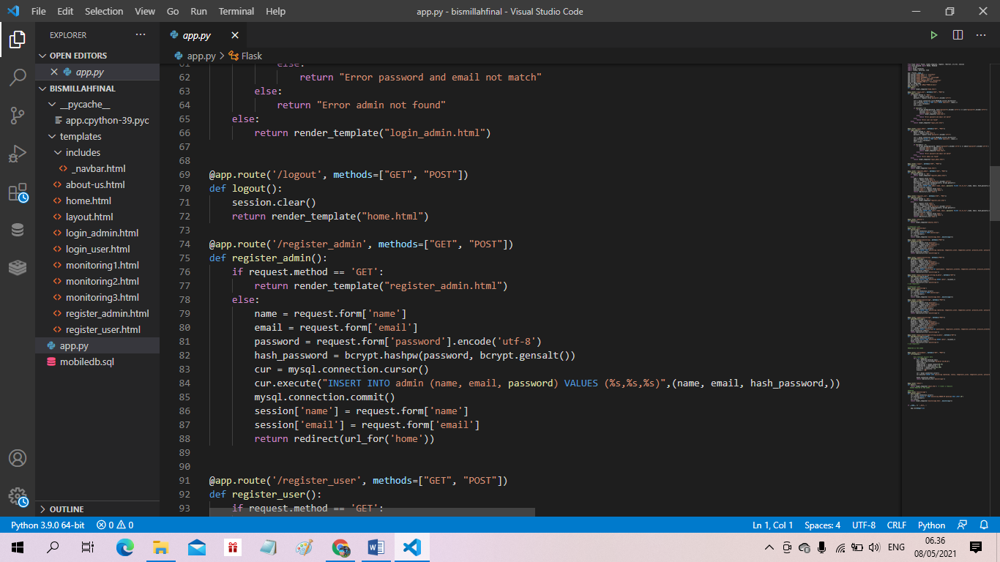 File Edit Selection View Go Run Terminal Help
app.py - bismillahfinal - Visual Studio Code
EXPLORER
OPEN EDITORS
app.py
BISMILLAHFINAL
__pycache__
app.cpython-39.pyc
templates
includes
_navbar.html
about-us.html
home.html
layout.html
login_admin.html
login_user.html
monitoring1.html
monitoring2.html
monitoring3.html
register_admin.html
register_user.html
app.py
mobiledb.sql
OUTLINE
app.py
app.py > Flask
61 else:
62 return "Error password and email not match"
63 else:
64 return "Error admin not found"
65 else:
66 return render_template("login_admin.html")
67
68
69 @app.route('/logout', methods=["GET", "POST"])
70 def logout():
71 session.clear()
72 return render_template("home.html")
73
74 @app.route('/register_admin', methods=["GET", "POST"])
75 def register_admin():
76 if request.method == 'GET':
77 return render_template("register_admin.html")
78 else:
79 name = request.form['name']
80 email = request.form['email']
81 password = request.form['password'].encode('utf-8')
82 hash_password = bcrypt.hashpw(password, bcrypt.gensalt())
83 cur = mysql.connection.cursor()
84 cur.execute("INSERT INTO admin (name, email, password) VALUES (%s,%s,%s)",(name, email, hash_password,))
85 mysql.connection.commit()
86 session['name'] = request.form['name']
87 session['email'] = request.form['email']
88 return redirect(url_for('home'))
89
90
91 @app.route('/register_user', methods=["GET", "POST"])
92 def register_user():
93 if request.method == 'GET':
Python 3.9.0 64-bit 0 0
Ln 1, Col 1 Spaces: 4 UTF-8 CRLF Python
ENG
06.36
08/05/2021